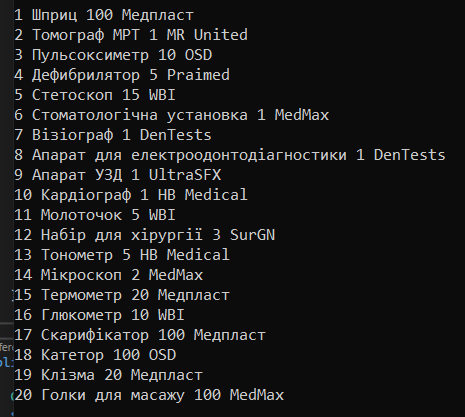 1 Шприц 100 Медпласт
2 Томограф МРТ 1 MR United
3 Пульсоксиметр 10 OSD
4 Дефибрилятор 5 Praimed
5 Стетоскоп 15 WBI
6 Стоматологічна установка 1 MedMax
7 Візіограф 1 DenTests
8 Апарат для електроодонтодіагностики 1 DenTests
9 Апарат УЗД 1 UltraSFX
10 Кардіограф 1 HB Medical
11 Молоточок 5 WBI
12 Набір для хірургії 3 SurGN
13 Тонометр 5 HB Medical
14 Мікроскоп 2 MedMax
15 Термометр 20 Медпласт
16 Глюкометр 10 WBI
17 Скарифікатор 100 Медпласт
18 Катетор 100 OSD
19 Клізма 20 Медпласт
20 Голки для масажу 100 MedMax